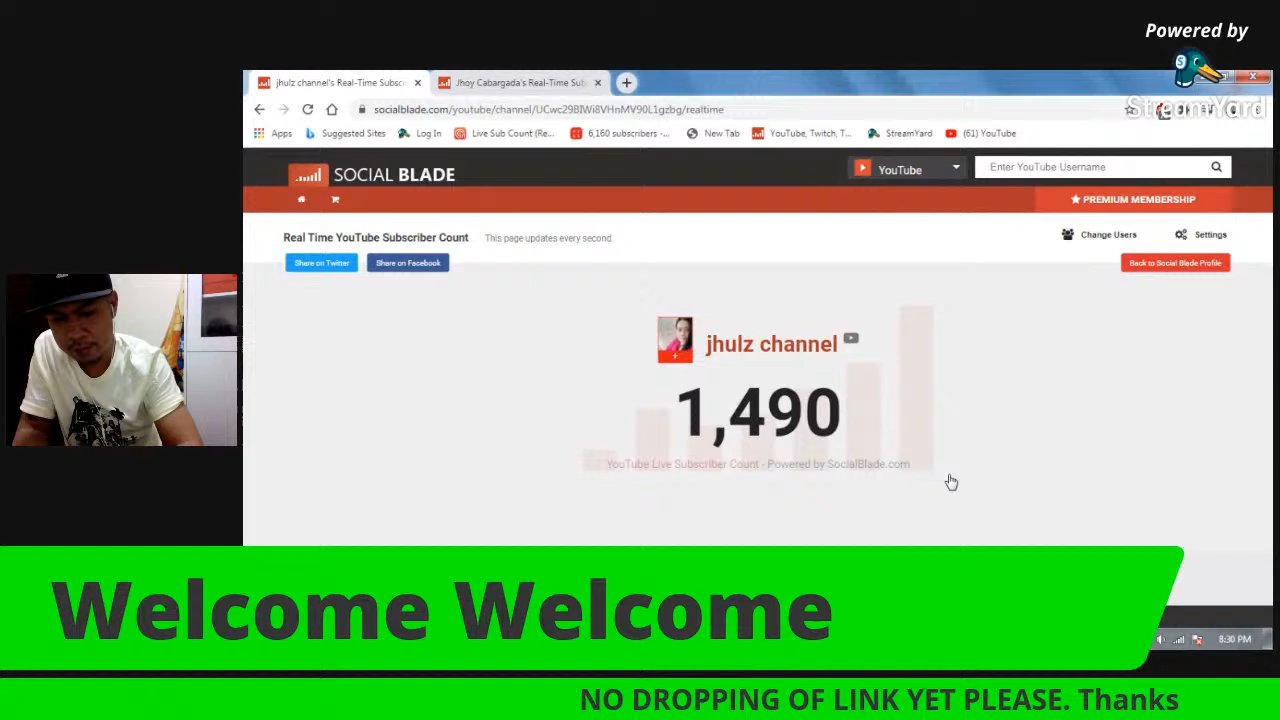 Powered by
StreamYard
jhulz channel's Real-Time Subsc
Jhoy Cabargada's Real-Time Sub
socialblade.com/youtube/channel/UCwc29BIWi8VHnMV90L1gzbg/realtime
Apps
Suggested Sites
Log In
Live Sub Count (Re...
6,160 subscribers -...
New Tab
YouTube, Twitch, T...
StreamYard
(61) YouTube
SOCIAL BLADE
YouTube
Enter YouTube Username
PREMIUM MEMBERSHIP
Real Time YouTube Subscriber Count
This page updates every second.
Change Users
Settings
Share on Twitter
Share on Facebook
Back to Social Blade Profile
jhulz channel
1,490
YouTube Live Subscriber Count - Powered by SocialBlade.com
Welcome Welcome
8:30 PM
NO DROPPING OF LINK YET PLEASE. Thanks